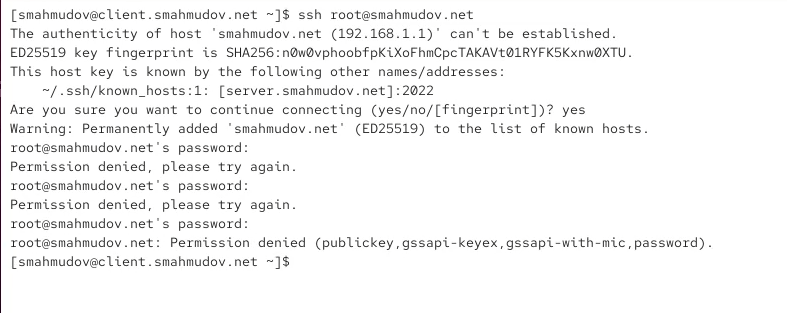 [smahmudov@client.smahmudov.net ~]$ ssh root@smahmudov.net
The authenticity of host 'smahmudov.net (192.168.1.1)' can't be established.
ED25519 key fingerprint is SHA256:n0w0vphoobfpKiXoFhmCpcTAKAVt01RYFK5Kxnw0XTU.
This host key is known by the following other names/addresses:
    ~/.ssh/known_hosts:1: [server.smahmudov.net]:2022
Are you sure you want to continue connecting (yes/no/[fingerprint])? yes
Warning: Permanently added 'smahmudov.net' (ED25519) to the list of known hosts.
root@smahmudov.net's password:
Permission denied, please try again.
root@smahmudov.net's password:
Permission denied, please try again.
root@smahmudov.net's password:
root@smahmudov.net: Permission denied (publickey,gssapi-keyex,gssapi-with-mic,password).
[smahmudov@client.smahmudov.net ~]$